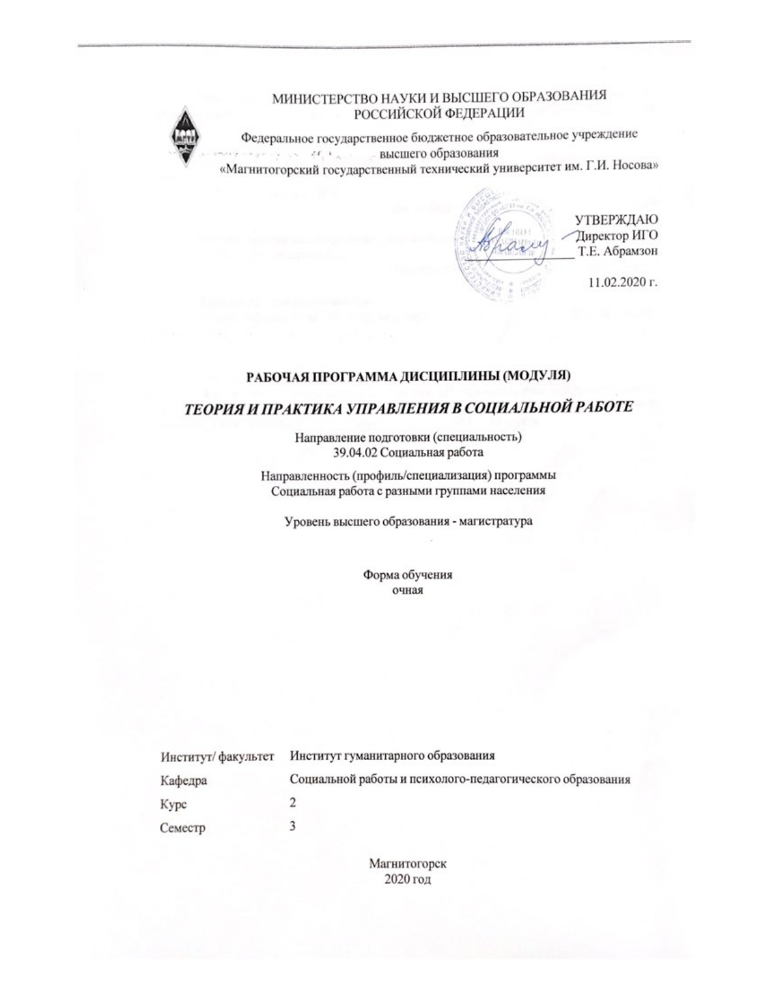 МИНИСТЕРСТВО НАУКИ И ВЫСШЕГО ОБРАЗОВАНИЯ
РОССИЙСКОЙ ФЕДЕРАЦИИ
Федеральное государственное бюджетное образовательное учреждение
высшего образования
«Магнитогорский государственный технический университет им. Г.И. Носова»
МГТУ
УТВЕРЖДАЮ
Директор ИГО
Т.Е. Абрамзон
11.02.2020 г.
РАБОЧАЯ ПРОГРАММА ДИСЦИПЛИНЫ (МОДУЛЯ)
ТЕОРИЯ И ПРАКТИКА УПРАВЛЕНИЯ В СОЦИАЛЬНОЙ РАБОТЕ
Направление подготовки (специальность)
39.04.02 Социальная работа
Направленность (профиль/специализация) программы
Социальная работа с разными группами населения
Уровень высшего образования - магистратура
Форма обучения
очная
Институт/ факультет Институт гуманитарного образования
Кафедра Социальной работы и психолого-педагогического образования
Курс 2
Семестр 3
Магнитогорск
2020 год